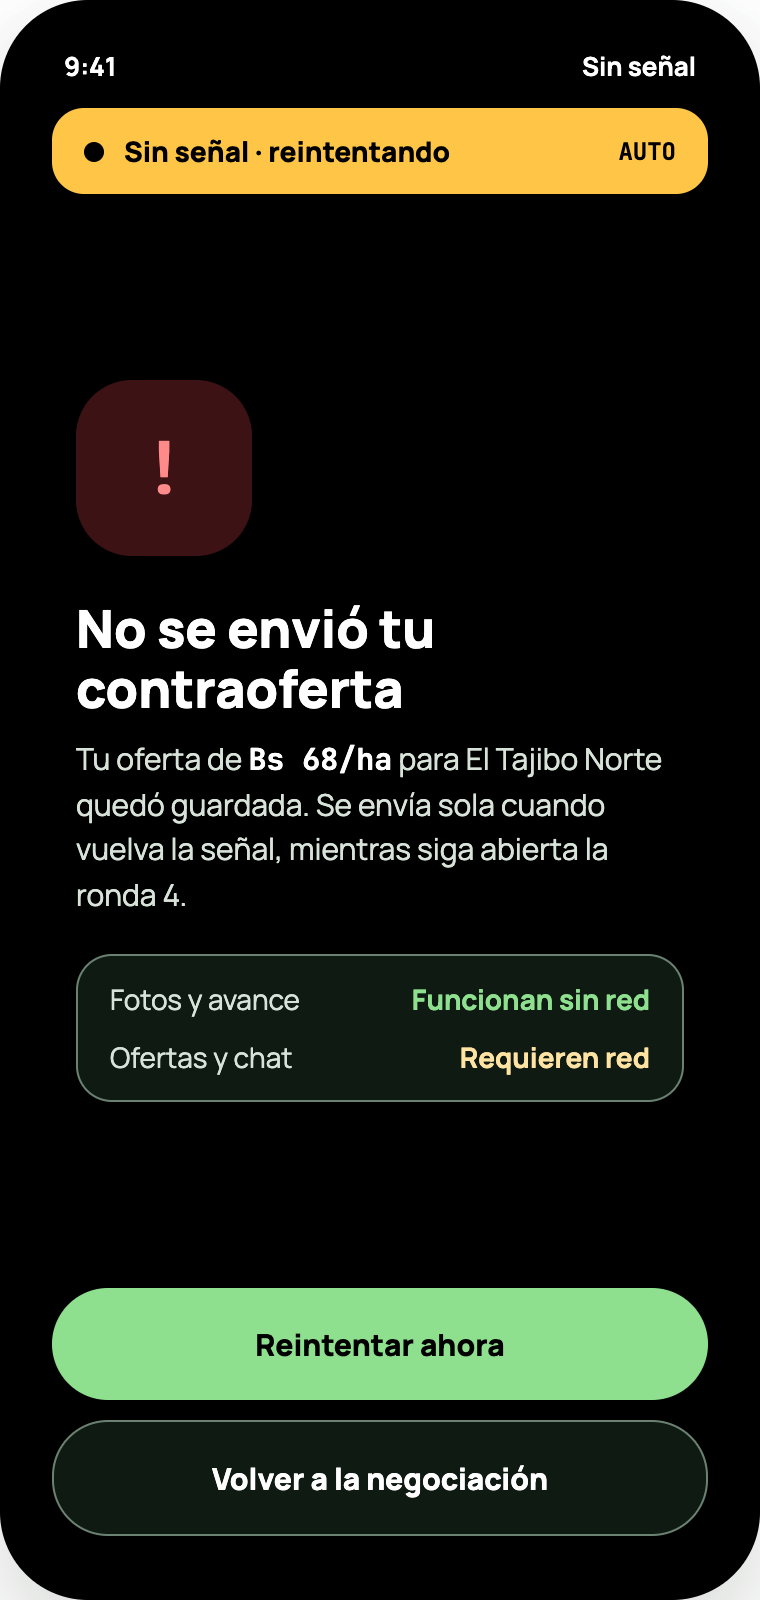 9:41
Sin señal
Sin señal · reintentando
AUTO
!
No se envió tu
contraoferta
Tu oferta de Bs 68/ha para El Tajibo Norte
quedó guardada. Se envía sola cuando
vuelva la señal, mientras siga abierta la
ronda 4.
Fotos y avance
Funcionan sin red
Ofertas y chat
Requieren red
Reintentar ahora
Volver a la negociación